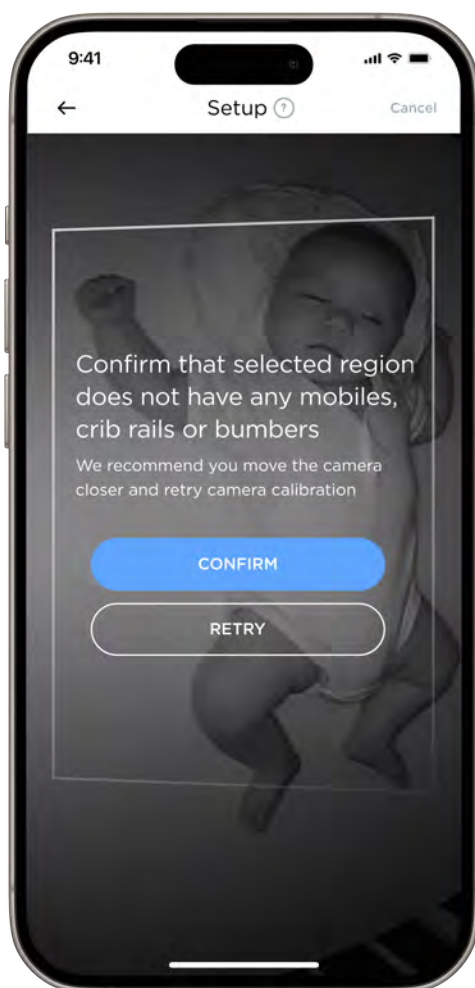 9:41
Setup ?
Cancel
Confirm that selected region
does not have any mobiles,
crib rails or bumbers
We recommend you move the camera
closer and retry camera calibration
CONFIRM
RETRY